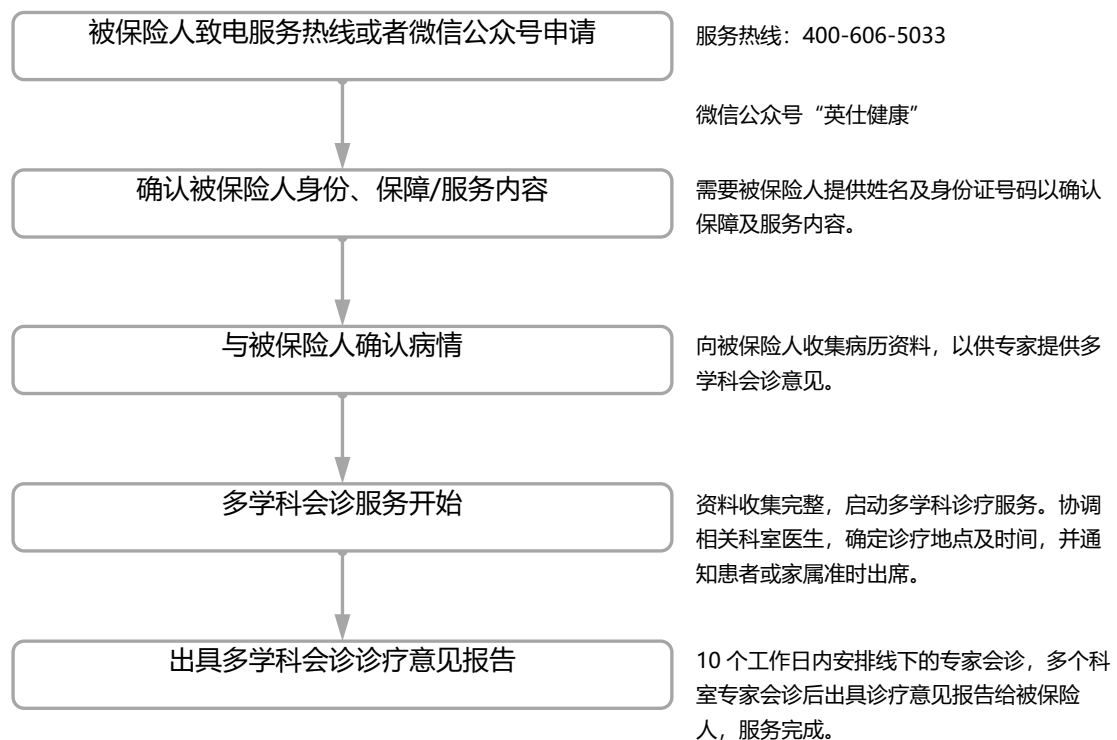 被保险人致电服务热线或者微信公众号申请
服务热线：400-606-5033
微信公众号“英仕健康”
确认被保险人身份、保障/服务内容
需要被保险人提供姓名及身份证号码以确认
保障及服务内容。
与被保险人确认病情
向被保险人收集病历资料，以供专家提供多
学科会诊意见。
多学科会诊服务开始
资料收集完整，启动多学科诊疗服务。协调
相关科室医生，确定诊疗地点及时间，并通
知患者或家属准时出席。
出具多学科会诊诊疗意见报告
10 个工作日内安排线下的专家会诊，多个科
室专家会诊后出具诊疗意见报告给被保险
人，服务完成。